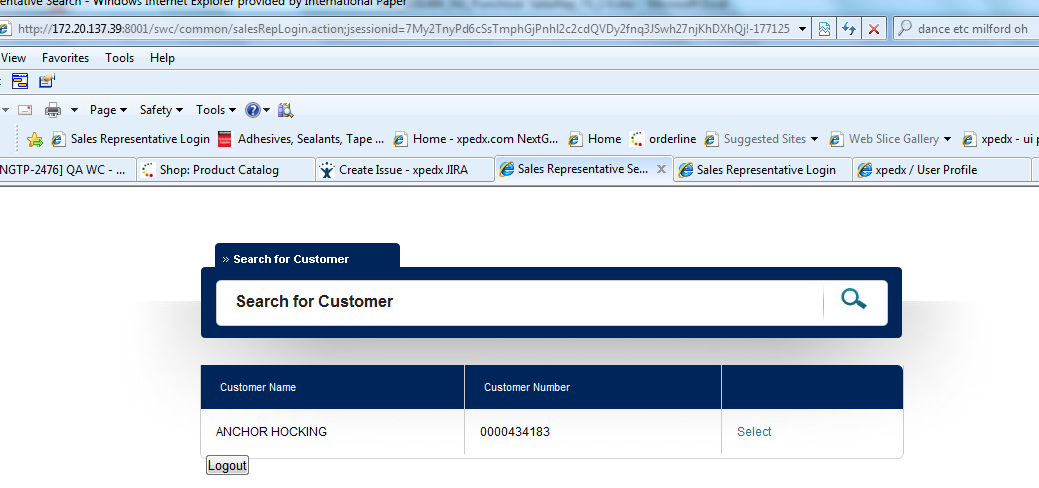 entative Search - Windows Internet Explorer provided by International Paper
http://172.20.137.39:8001/swc/common/salesRepLogin.action;jsessionid=7My2TnyPd6cSsTmphGjPnhl2c2cdQVDy2fnq3JSwh27njKhDXhQj!-177125
dance etc milford oh
View Favorites Tools Help
Page Safety Tools
Sales Representative Login Adhesives, Sealants, Tape ... Home - xpedx.com NextG... Home orderline Suggested Sites Web Slice Gallery xpedx - ui p
NGTP-2476] QA WC - ... Shop: Product Catalog Create Issue - xpedx JIRA Sales Representative Se... X Sales Representative Login xpedx / User Profile
» Search for Customer
Search for Customer
Customer Name Customer Number
ANCHOR HOCKING 0000434183 Select
Logout